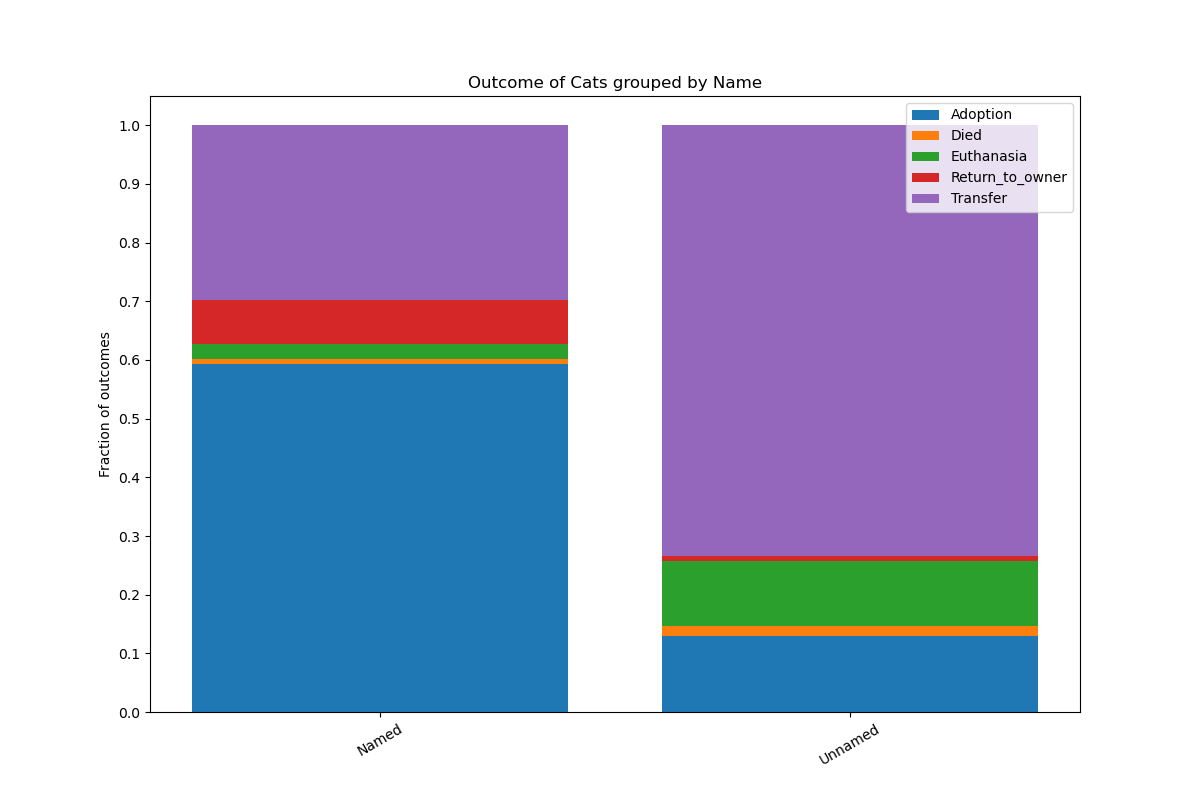 Outcome of Cats grouped by Name
Adoption
Died
Euthanasia
Return_to_owner
Transfer
Fraction of outcomes
1.0
0.9
0.8
0.7
0.6
0.5
0.4
0.3
0.2
0.1
0.0
Named
Unnamed